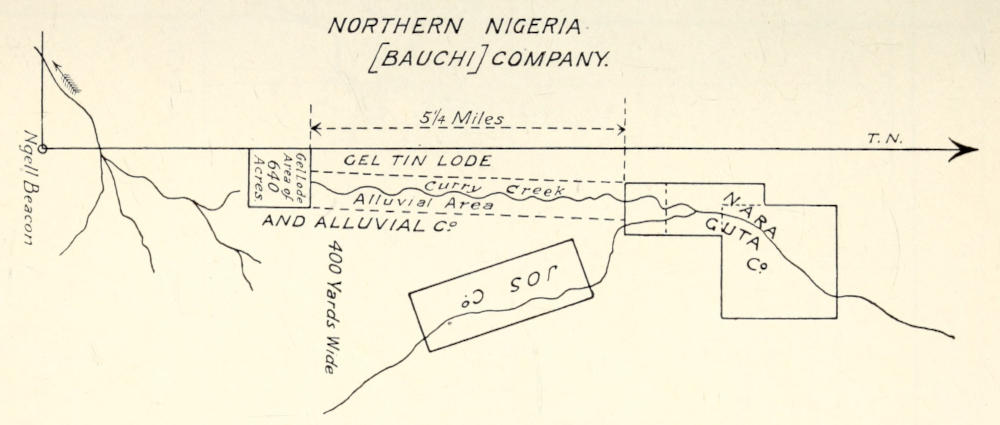 NORTHERN NIGERIA
[BAUCHI] COMPANY.
5¼ Miles
T.N.
Ngell Beacon
Gel Lode
Area of
640
Acres.
GEL TIN LODE
Curry Creek
Alluvial Area
AND ALLUVIAL Cº
NARA
GUTA
Cº
JOS Cº
400 Yards Wide